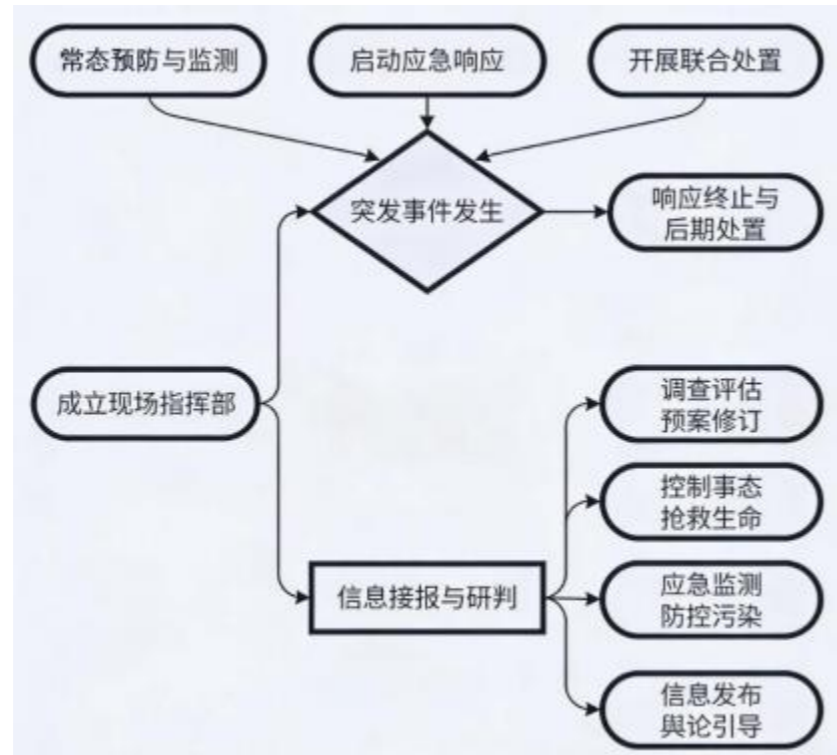 常态预防与监测
启动应急响应
开展联合处置
突发事件发生
响应终止与
后期处置
成立现场指挥部
调查评估
预案修订
控制事态
抢救生命
信息接报与研判
应急监测
防控污染
信息发布
舆论引导